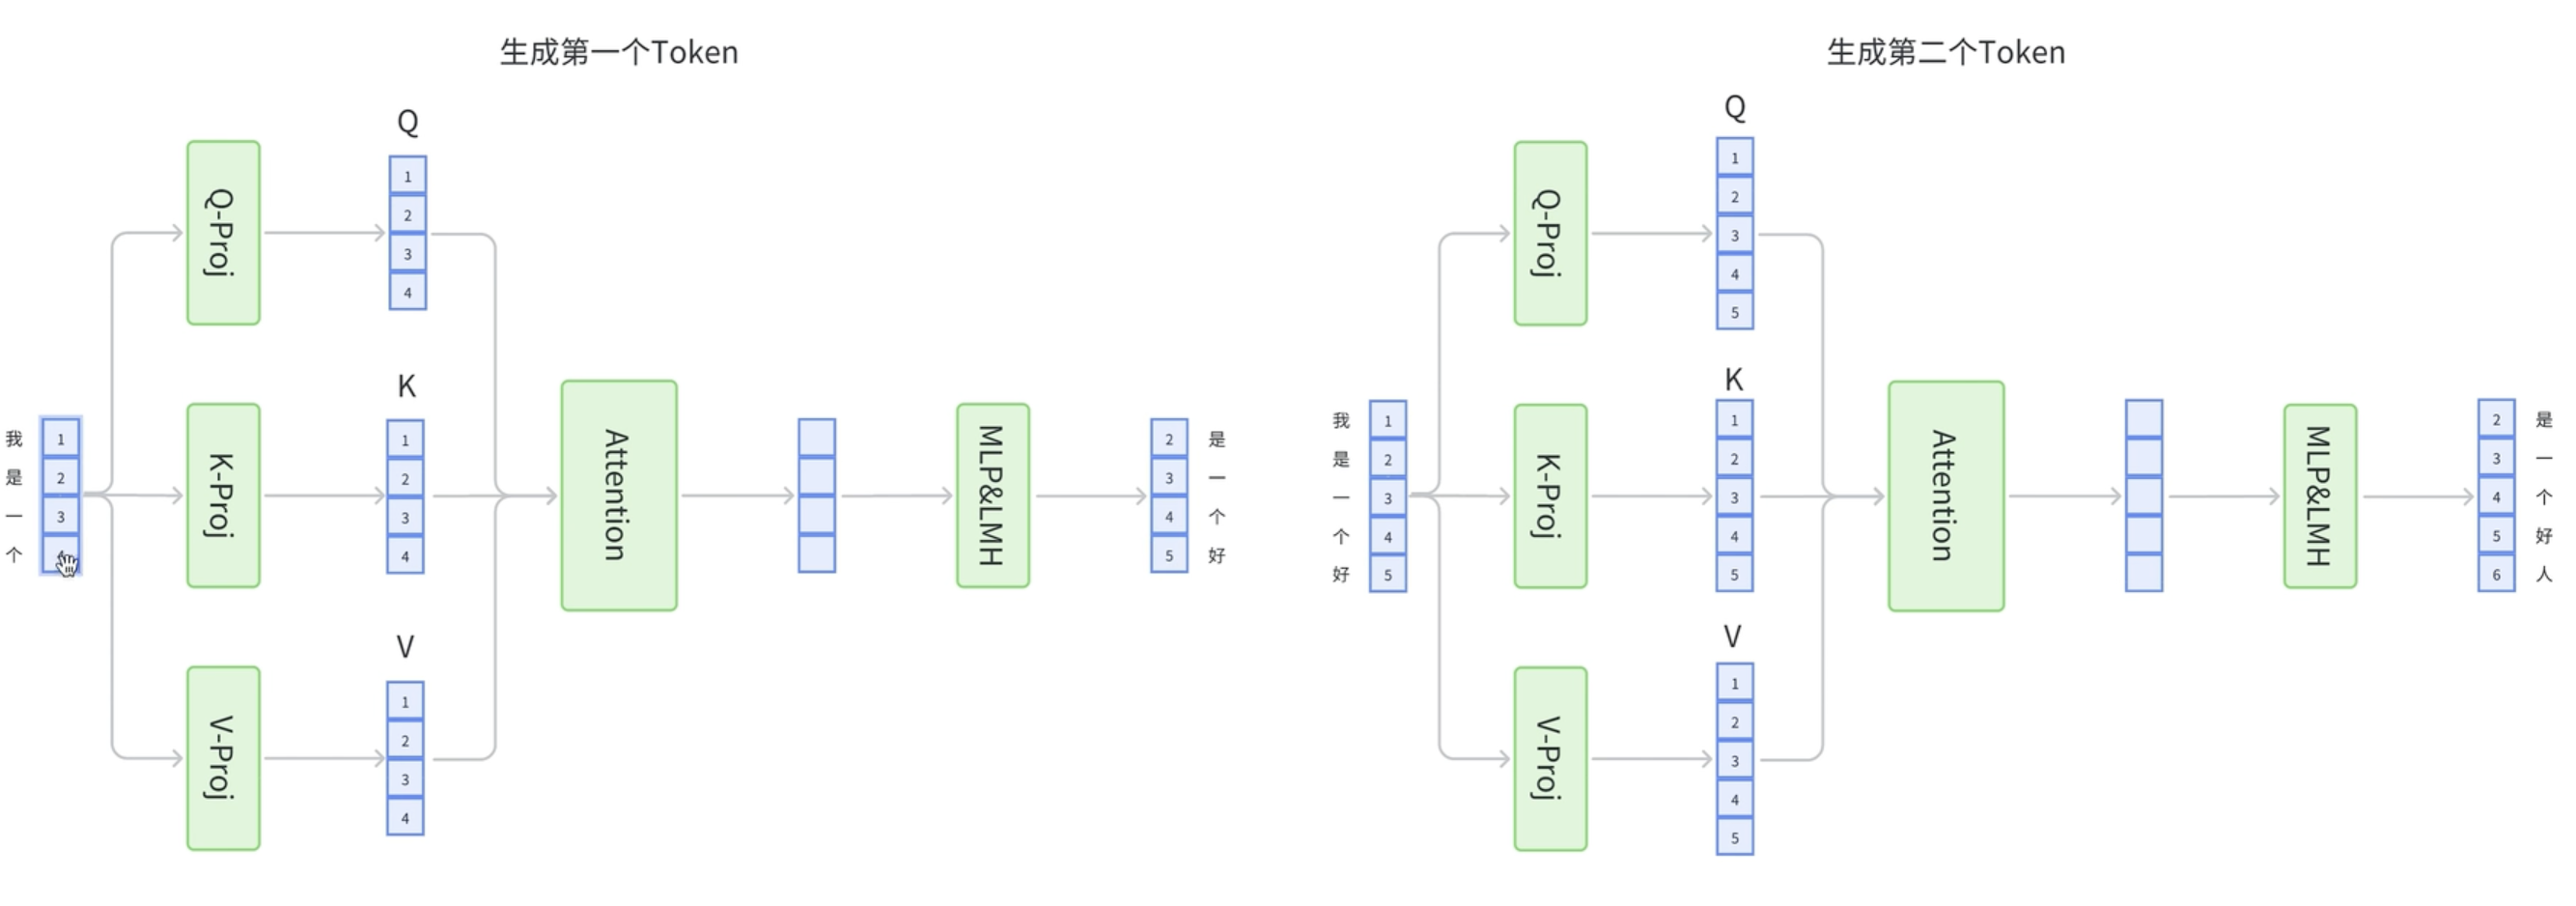 生成第一个Token
Q
Q-Proj
1
2
3
4
K
K-Proj
1
2
3
4
我 1
是 2
一 3
个 4
V
V-Proj
1
2
3
4
Attention
MLP&LMH
2 是
3 一
4 个
5 好
生成第二个Token
Q
Q-Proj
1
2
3
4
5
K
K-Proj
1
2
3
4
5
我 1
是 2
一 3
个 4
好 5
V
V-Proj
1
2
3
4
5
Attention
MLP&LMH
2 是
3 一
4 个
5 好
6 人